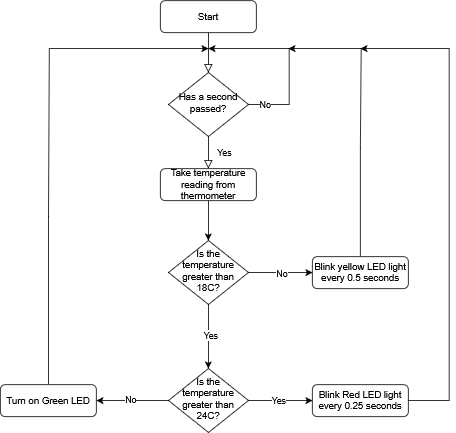 Start
Has a second
passed?
No
Yes
Take temperature
reading from
thermometer
Is the
temperature
greater than
18C?
No
Blink yellow LED light
every 0.5 seconds
Yes
Turn on Green LED
No
Is the
temperature
greater than
24C?
Yes
Blink Red LED light
every 0.25 seconds